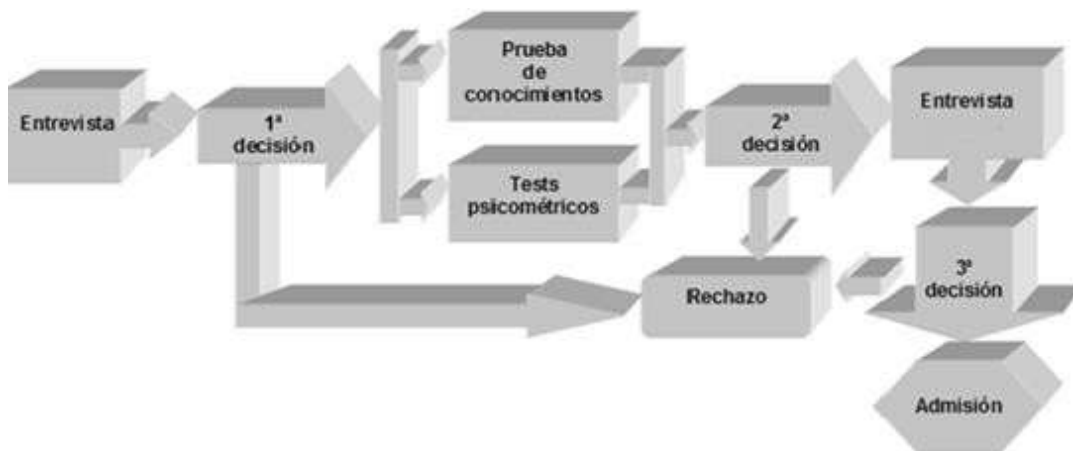 Entrevista
1ª
decisión
Prueba
de
conocimientos
Tests
psicométricos
2ª
decisión
Entrevista
Rechazo
3ª
decisión
Admisión